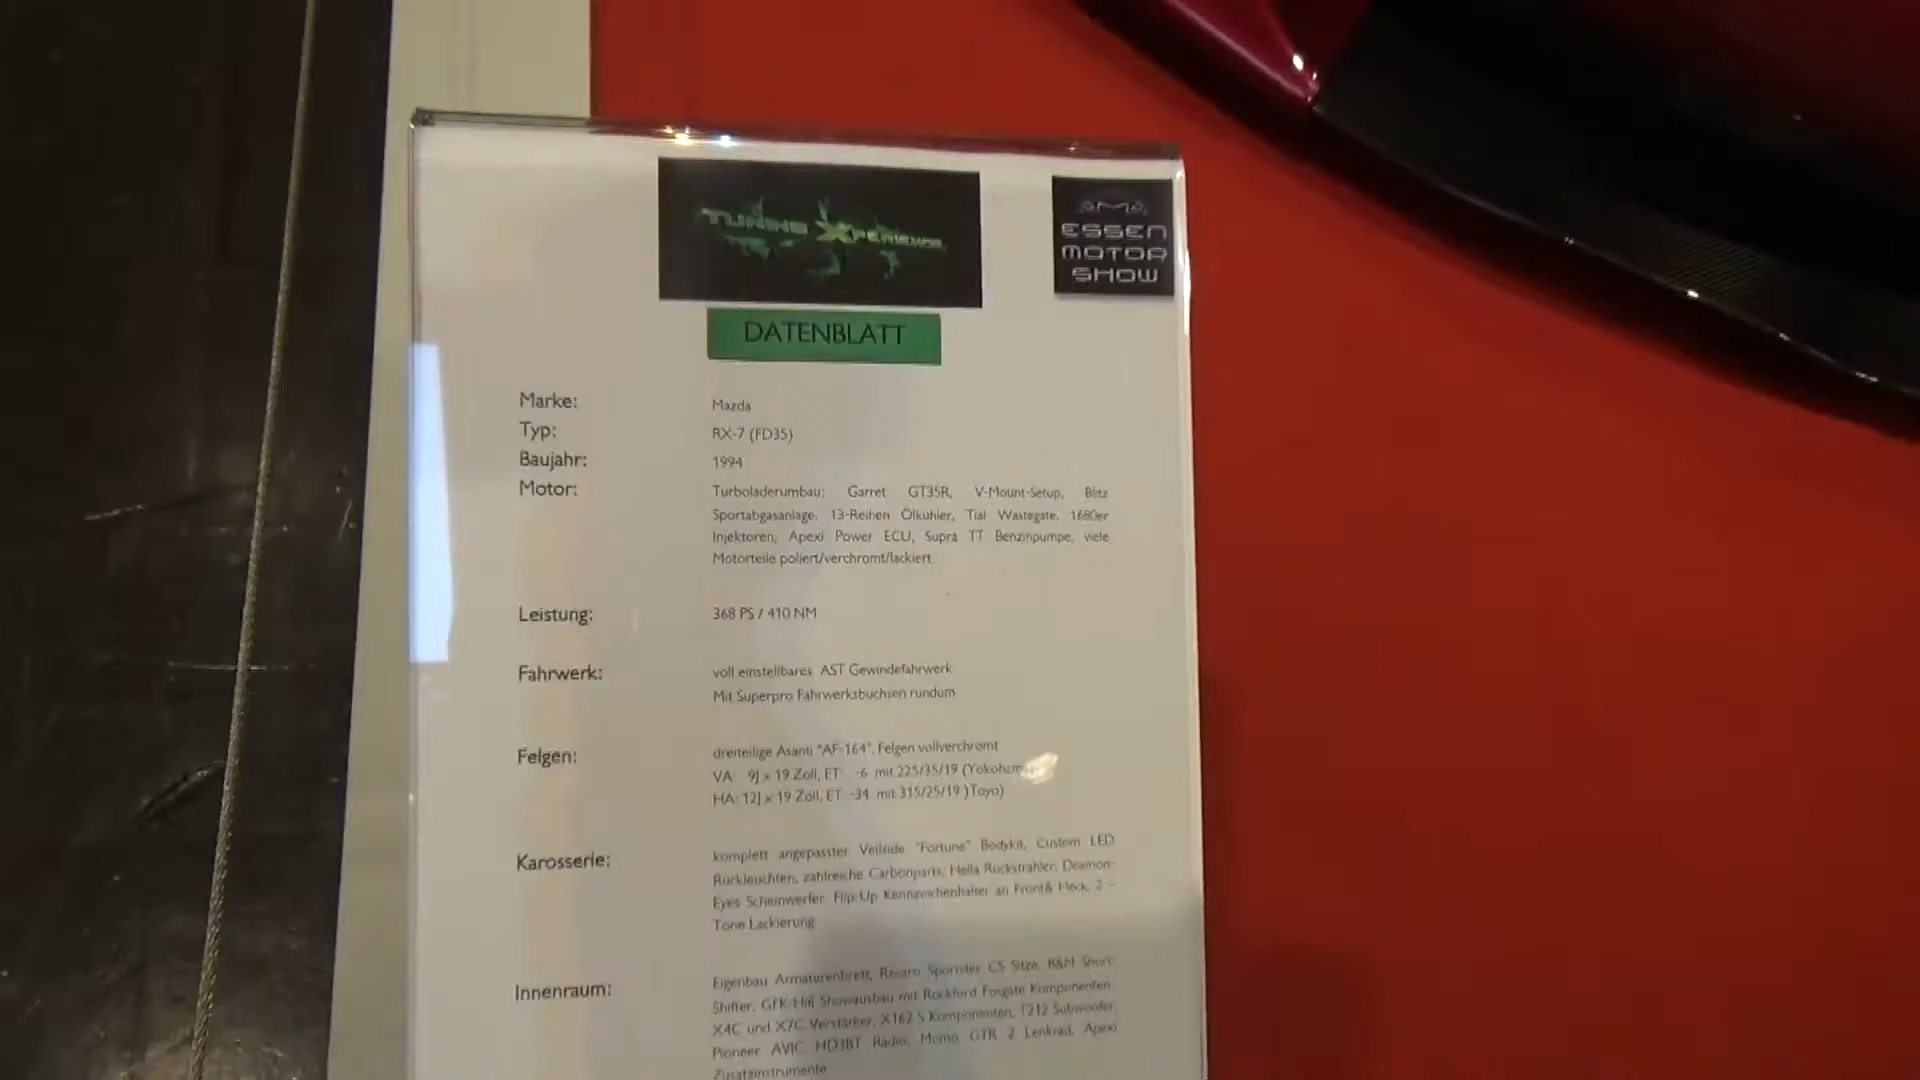 TUNING XPERIENCE
ESSEN
MOTOR
SHOW
DATENBLATT
Marke: Mazda
Typ: RX-7 (FD35)
Baujahr: 1994
Motor: Turboladerumbau: Garret GT35R, V-Mount-Setup, Blitz
Sportabgasanlage, 13-Reihen Ölkühler, Tial Wastegate, 1680er
Injektoren, Apexi Power ECU, Supra TT Benzinpumpe, viele
Motorteile poliert/verchromt/lackiert
Leistung: 368 PS / 410 NM
Fahrwerk: voll einstellbares AST Gewindefahrwerk
Mit Superpro Fahrwerksbuchsen rundum
Felgen: dreiteilige Asanti "AF-164". Felgen vollverchromt
VA: 9J x 19 Zoll, ET -6 mit 225/35/19 (Yokohama
HA: 12J x 19 Zoll, ET -34 mit 315/25/19 )Toyo)
Karosserie: komplett angepasster Veilside "Fortune" Bodykit, Custom LED
Rückleuchten, zahlreiche Carbonparts, Hella Rückstrahler, Deamon-
Eyes Scheinwerfer, Flip-Up Kennzeichenhalter an Front& Heck, 2 -
Tone Lackierung
Innenraum: Eigenbau Armaturenbrett, Recaro Sportster CS Sitze, B&M Short-
Shifter, GFK-Hifi Showausbau mit Rockford Fosgate Komponenten
X4C und X7C Verstärker, X162 S Komponenten, T212 Subwoofer,
Pioneer AVIC HD3BT Radio, Momo GTR 2 Lenkrad, Apexi
Zusatzinstrumente